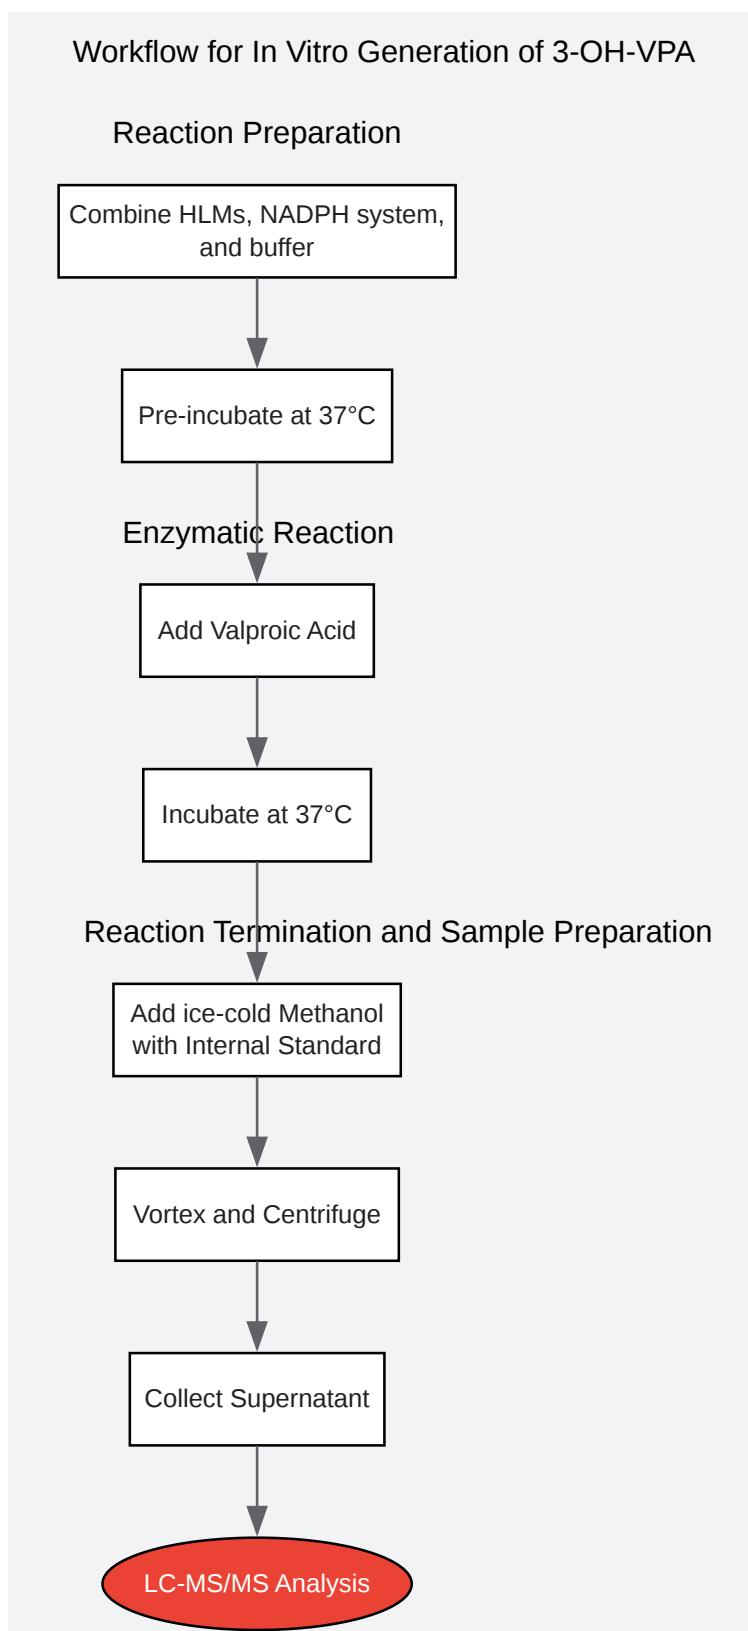 Workflow for In Vitro Generation of 3-OH-VPA
Reaction Preparation
Combine HLMs, NADPH system,
and buffer
Pre-incubate at 37°C
Enzymatic Reaction
Add Valproic Acid
Incubate at 37°C
Reaction Termination and Sample Preparation
Add ice-cold Methanol
with Internal Standard
Vortex and Centrifuge
Collect Supernatant
LC-MS/MS Analysis